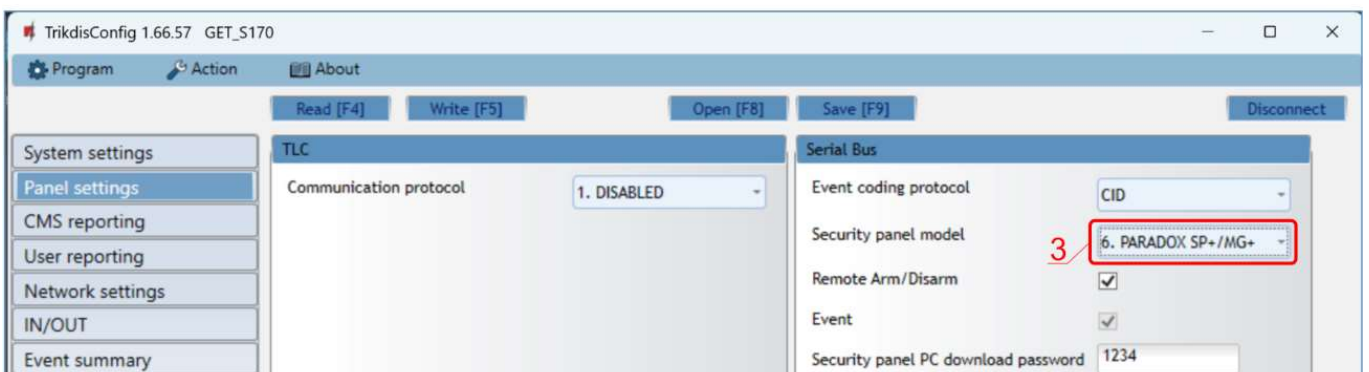 TrikdisConfig 1.66.57 GET_S170
Program Action About
Read [F4] Write [F5] Open [F8] Save [F9] Disconnect
System settings
Panel settings
CMS reporting
User reporting
Network settings
IN/OUT
Event summary
TLC
Communication protocol 1. DISABLED
Serial Bus
Event coding protocol CID
Security panel model 3 6. PARADOX SP+/MG+
Remote Arm/Disarm
Event
Security panel PC download password 1234